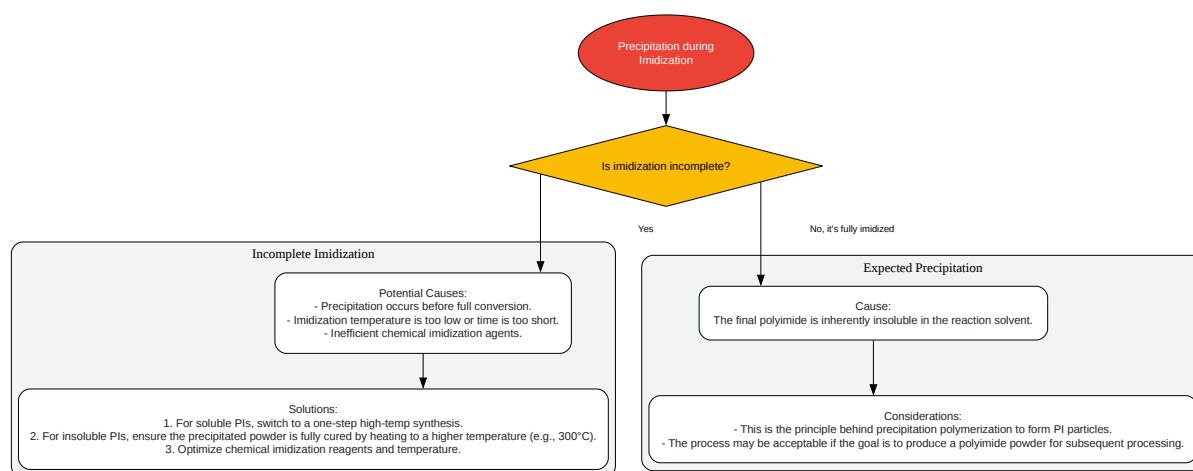 Precipitation during
Imidization
Is imidization incomplete?
Yes
No, it's fully imidized
Incomplete Imidization
Potential Causes:
- Precipitation occurs before full conversion.
- Imidization temperature is too low or time is too short.
- Inefficient chemical imidization agents.
Solutions:
1. For soluble PIs, switch to a one-step high-temp synthesis.
2. For insoluble PIs, ensure the precipitated powder is fully cured by heating to a higher temperature (e.g., 300°C).
3. Optimize chemical imidization reagents and temperature.
Expected Precipitation
Cause:
The final polyimide is inherently insoluble in the reaction solvent.
Considerations:
- This is the principle behind precipitation polymerization to form PI particles.
- The process may be acceptable if the goal is to produce a polyimide powder for subsequent processing.